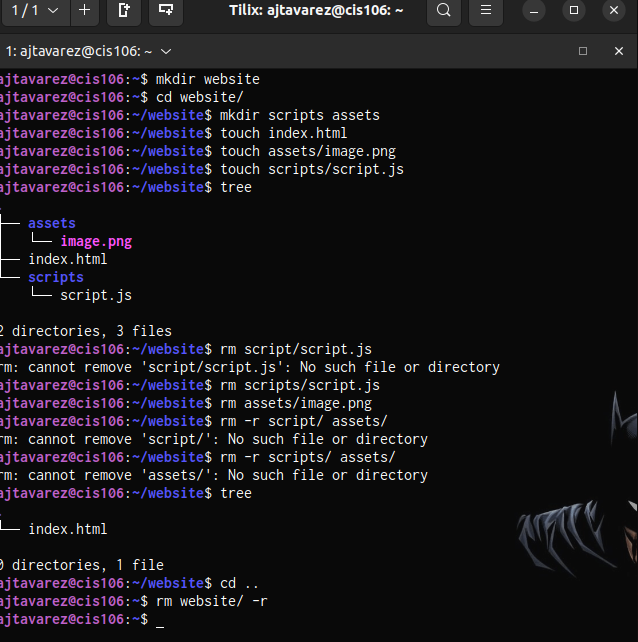 1 / 1
Tilix: ajtavarez@cis106: ~
1: ajtavarez@cis106: ~
ajtavarez@cis106:~$ mkdir website
ajtavarez@cis106:~$ cd website/
ajtavarez@cis106:~/website$ mkdir scripts assets
ajtavarez@cis106:~/website$ touch index.html
ajtavarez@cis106:~/website$ touch assets/image.png
ajtavarez@cis106:~/website$ touch scripts/script.js
ajtavarez@cis106:~/website$ tree
.
├── assets
│   └── image.png
├── index.html
└── scripts
    └── script.js
2 directories, 3 files
ajtavarez@cis106:~/website$ rm script/script.js
rm: cannot remove 'script/script.js': No such file or directory
ajtavarez@cis106:~/website$ rm scripts/script.js
ajtavarez@cis106:~/website$ rm assets/image.png
ajtavarez@cis106:~/website$ rm -r script/ assets/
rm: cannot remove 'script/': No such file or directory
ajtavarez@cis106:~/website$ rm -r scripts/ assets/
rm: cannot remove 'assets/': No such file or directory
ajtavarez@cis106:~/website$ tree
.
└── index.html
0 directories, 1 file
ajtavarez@cis106:~/website$ cd ..
ajtavarez@cis106:~$ rm website/ -r
ajtavarez@cis106:~$ _